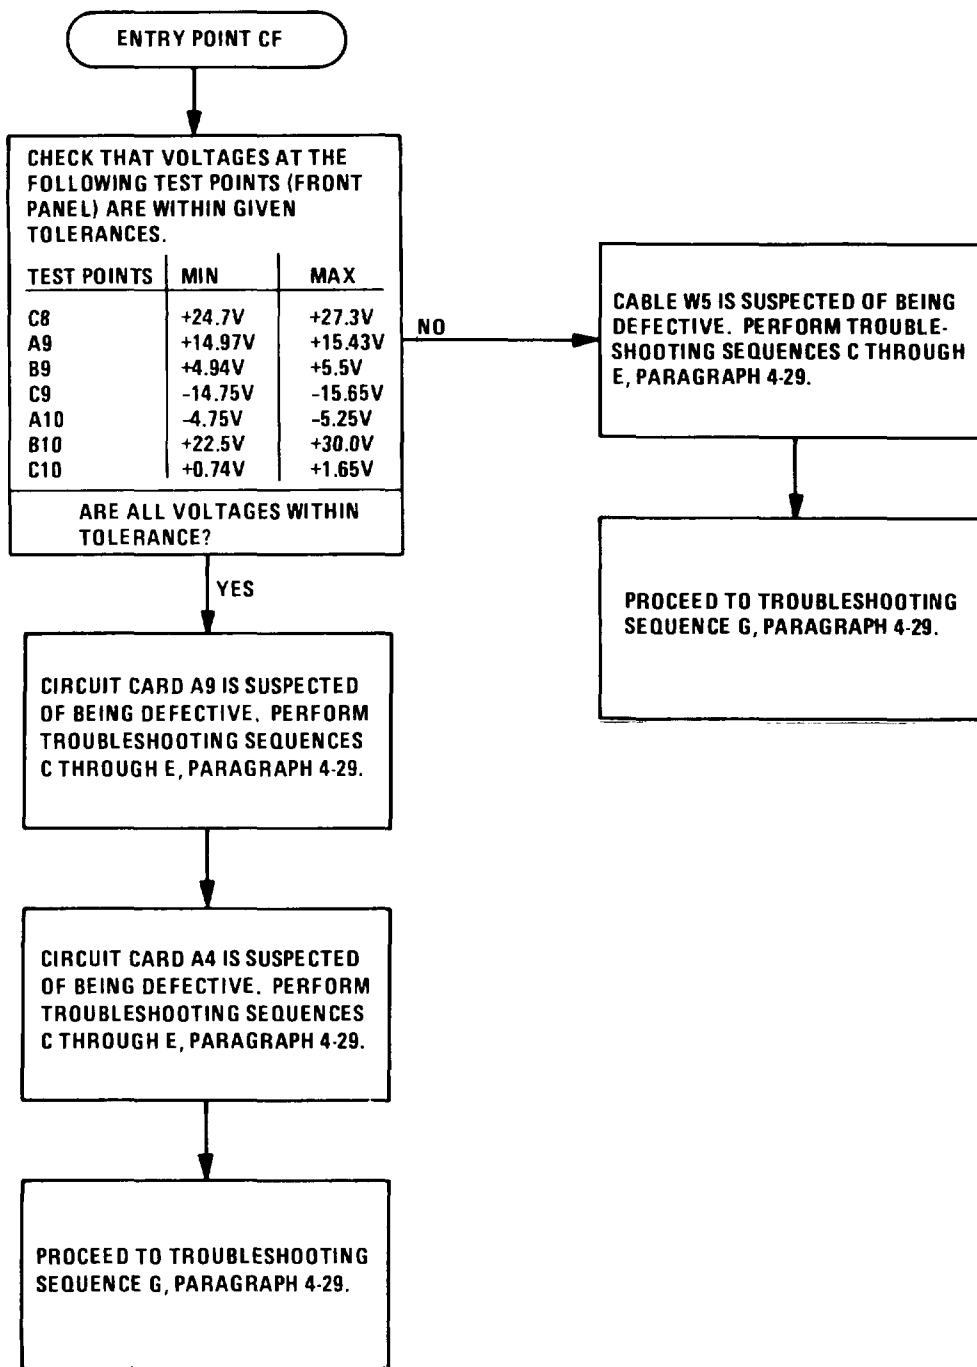 ENTRY POINT CF
CHECK THAT VOLTAGES AT THE
FOLLOWING TEST POINTS (FRONT
PANEL) ARE WITHIN GIVEN
TOLERANCES.
TEST POINTS MIN MAX
C8 +24.7V +27.3V
A9 +14.97V +15.43V
B9 +4.94V +5.5V
C9 -14.75V -15.65V
A10 -4.75V -5.25V
B10 +22.5V +30.0V
C10 +0.74V +1.65V
ARE ALL VOLTAGES WITHIN
TOLERANCE?
NO
CABLE W5 IS SUSPECTED OF BEING
DEFECTIVE. PERFORM TROUBLE-
SHOOTING SEQUENCES C THROUGH
E, PARAGRAPH 4-29.
PROCEED TO TROUBLESHOOTING
SEQUENCE G, PARAGRAPH 4-29.
YES
CIRCUIT CARD A9 IS SUSPECTED
OF BEING DEFECTIVE. PERFORM
TROUBLESHOOTING SEQUENCES
C THROUGH E, PARAGRAPH 4-29.
CIRCUIT CARD A4 IS SUSPECTED
OF BEING DEFECTIVE. PERFORM
TROUBLESHOOTING SEQUENCES
C THROUGH E, PARAGRAPH 4-29.
PROCEED TO TROUBLESHOOTING
SEQUENCE G, PARAGRAPH 4-29.